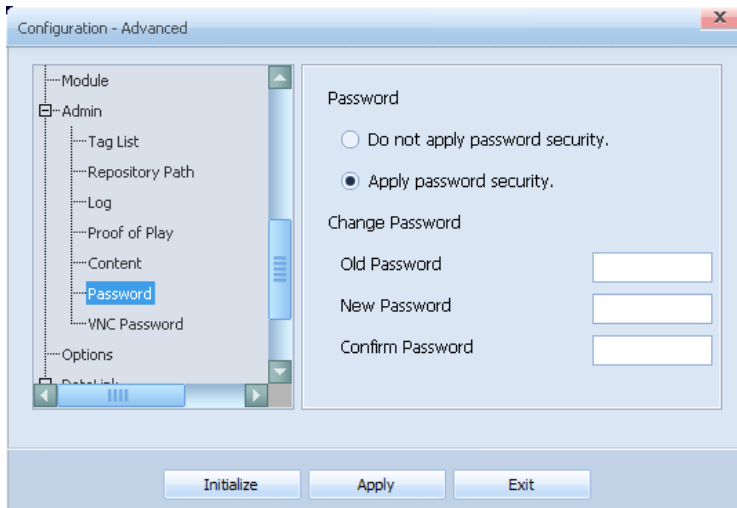 Configuration - Advanced
Module
Admin
Tag List
Repository Path
Log
Proof of Play
Content
Password
VNC Password
Options
DataLink
Password
Do not apply password security.
Apply password security.
Change Password
Old Password
New Password
Confirm Password
Initialize
Apply
Exit